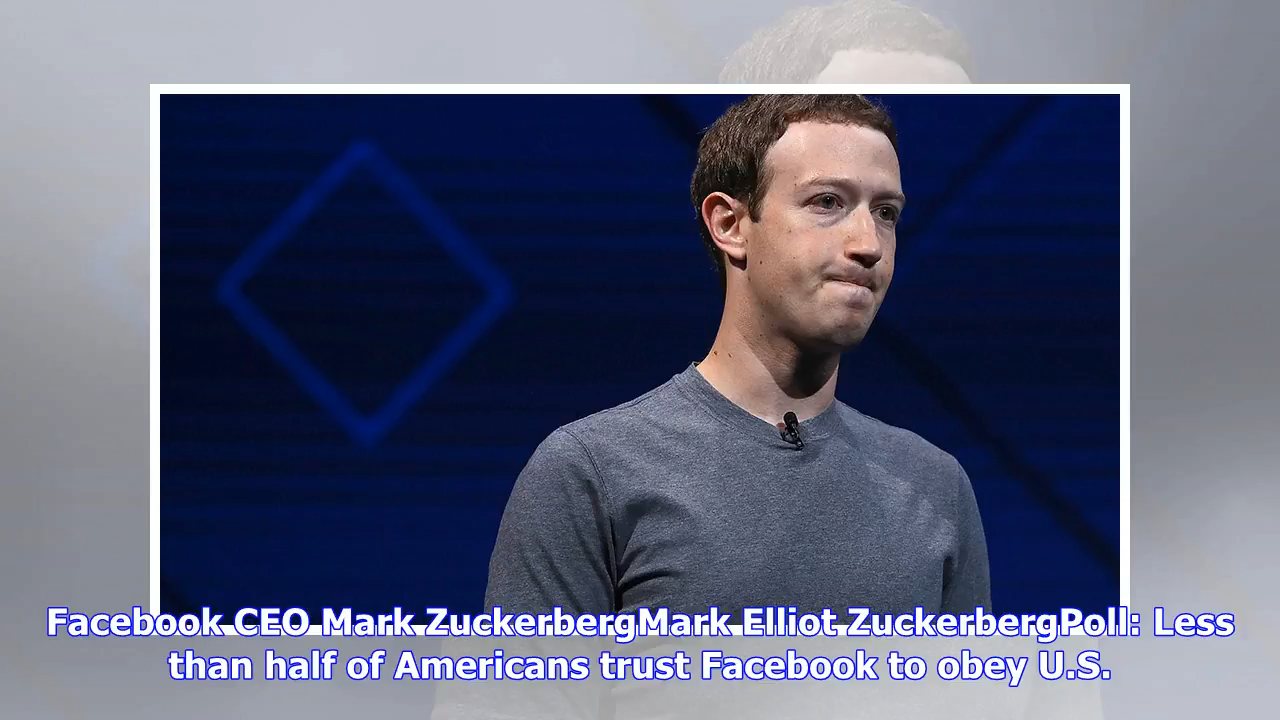 Facebook CEO Mark ZuckerbergMark Elliot ZuckerbergPoll: Less
than half of Americans trust Facebook to obey U.S.